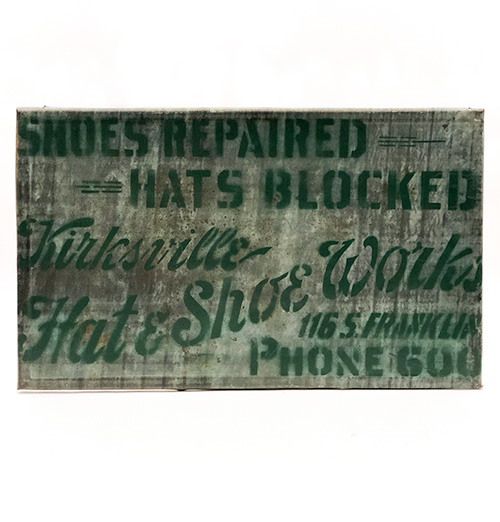 SHOES REPAIRED
HATS BLOCKED
Kirksville
Hat & Shoe Works
116 S. FRANKLIN
PHONE 600